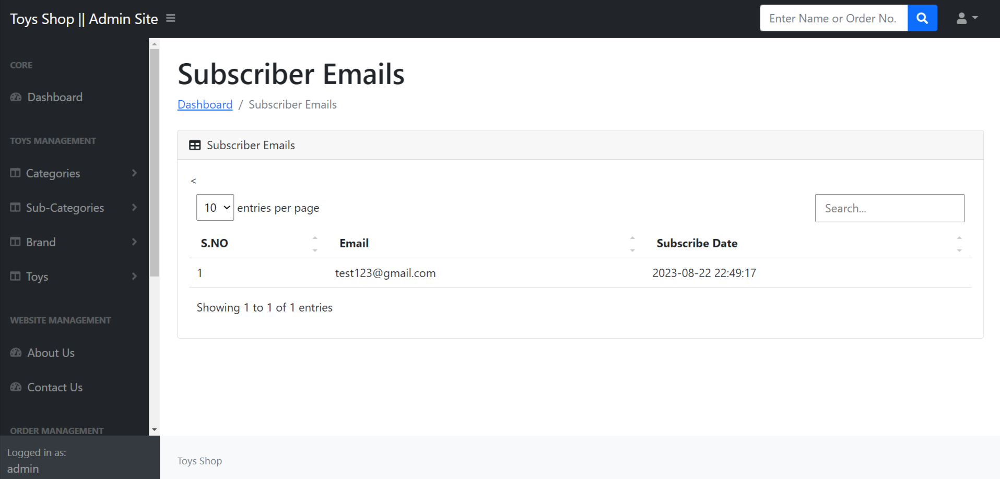 Toys Shop || Admin Site
Enter Name or Order No.
CORE
Dashboard
TOYS MANAGEMENT
Categories
Sub-Categories
Brand
Toys
WEBSITE MANAGEMENT
About Us
Contact Us
ORDER MANAGEMENT
Logged in as:
admin
Subscriber Emails
Dashboard / Subscriber Emails
Subscriber Emails
<
10 entries per page
Search...
S.NO Email Subscribe Date
1 test123@gmail.com 2023-08-22 22:49:17
Showing 1 to 1 of 1 entries
Toys Shop